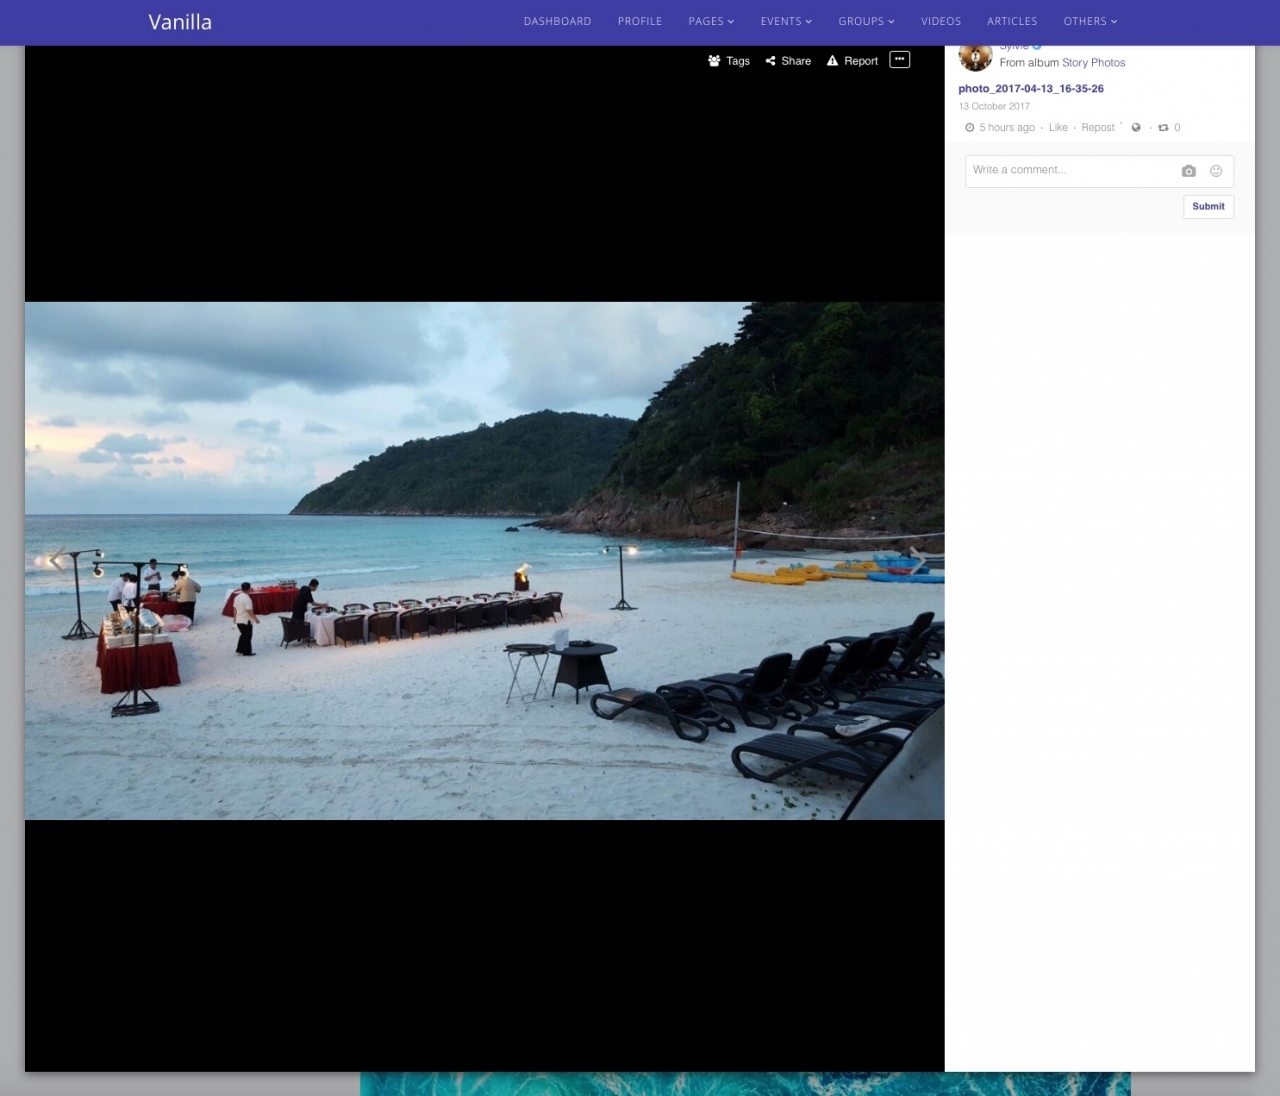 Vanilla
DASHBOARD PROFILE PAGES EVENTS GROUPS VIDEOS ARTICLES OTHERS
Tags Share Report
Sylvie
From album Story Photos
photo_2017-04-13_16-35-26
13 October 2017
5 hours ago · Like · Repost · 0
Write a comment...
Submit